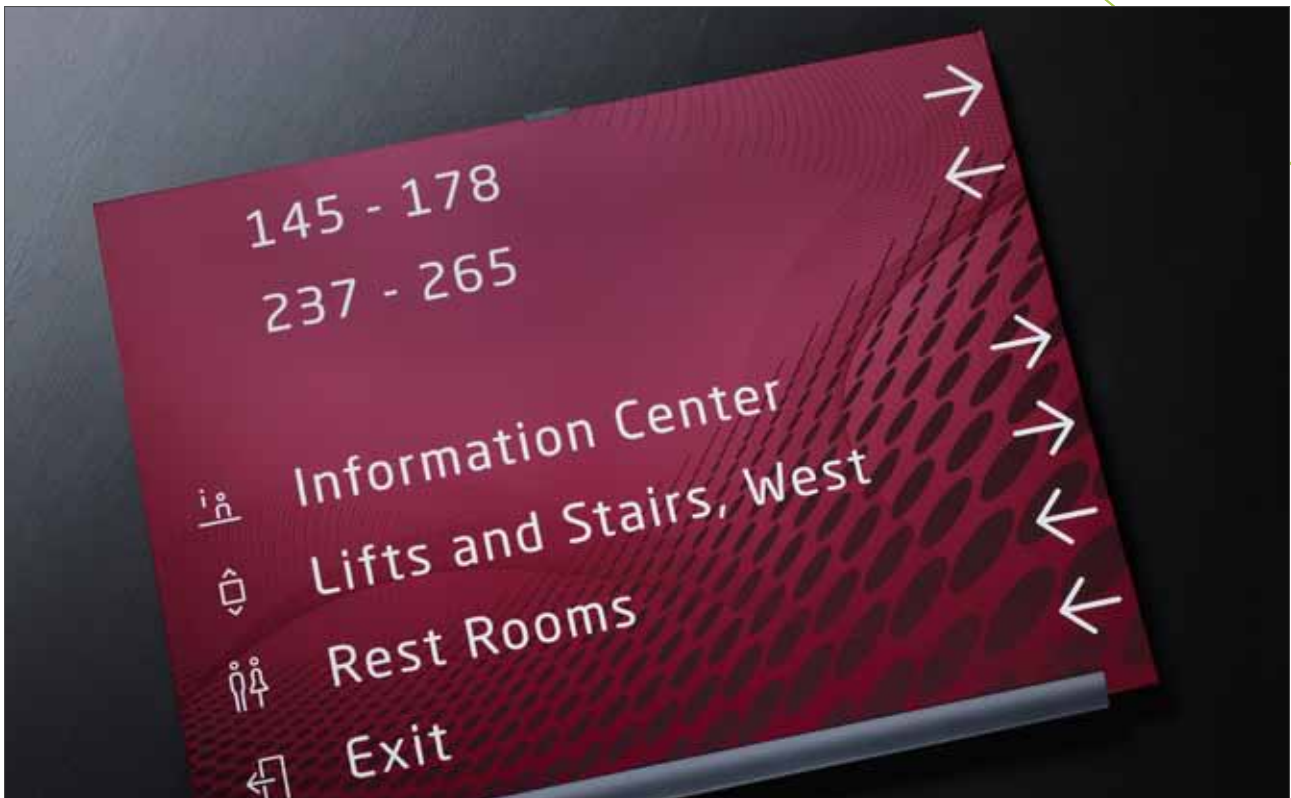 145 - 178
237 - 265
Information Center
Lifts and Stairs, West
Rest Rooms
Exit